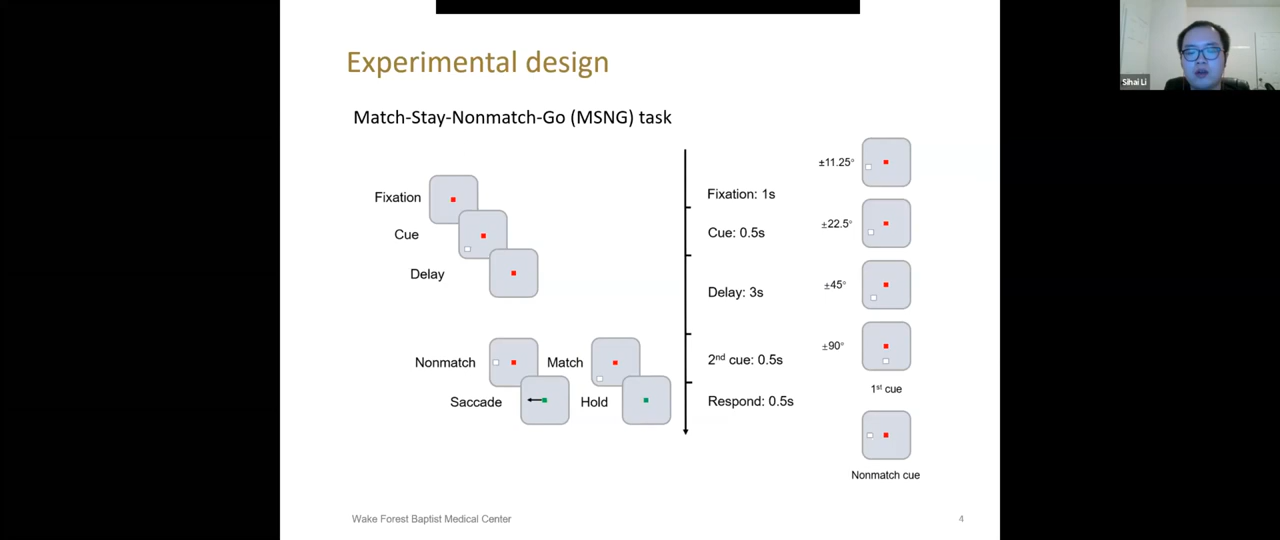 Experimental design
Match-Stay-Nonmatch-Go (MSNG) task
Fixation
Cue
Delay
Nonmatch
Match
Saccade
Hold
Fixation: 1s
Cue: 0.5s
Delay: 3s
2nd cue: 0.5s
Respond: 0.5s
±11.25°
±22.5°
±45°
±90°
1st cue
Nonmatch cue
Wake Forest Baptist Medical Center
4
Sihai Li